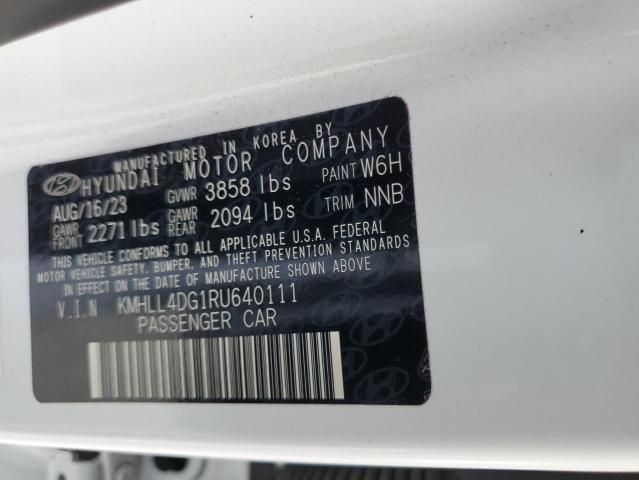 MANUFACTURED IN KOREA BY
HYUNDAI MOTOR COMPANY
AUG/16/23 GVWR 3858 lbs PAINT W6H
GAWR FRONT 2271 lbs GAWR REAR 2094 lbs TRIM NNB
THIS VEHICLE CONFORMS TO ALL APPLICABLE U.S.A. FEDERAL
MOTOR VEHICLE SAFETY, BUMPER, AND THEFT PREVENTION STANDARDS
IN EFFECT ON THE DATE OF MANUFACTURE SHOWN ABOVE
V.I.N KMHLL4DG1RU640111
PASSENGER CAR